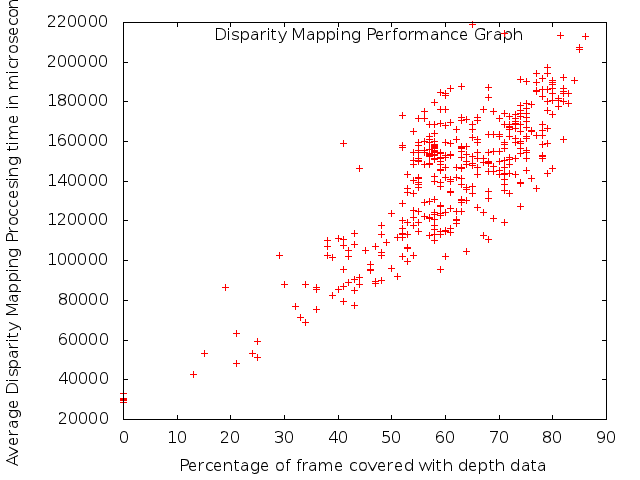 Average Disparity Mapping Proccesing time in microsecon
220000
Disparity Mapping Performance Graph
200000
180000
160000
140000
120000
100000
80000
60000
40000
20000
0 10 20 30 40 50 60 70 80 90
Percentage of frame covered with depth data